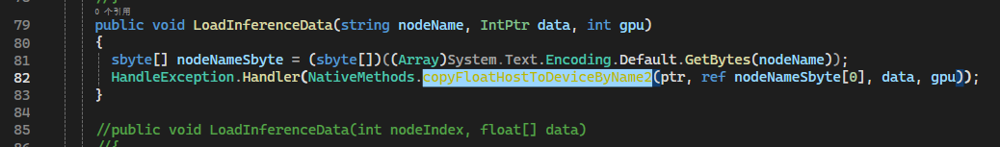 //}
0 个引用
79 public void LoadInferenceData(string nodeName, IntPtr data, int gpu)
80 {
81 sbyte[] nodeNameSbyte = (sbyte[])((Array)System.Text.Encoding.Default.GetBytes(nodeName));
82 HandleException.Handler(NativeMethods.copyFloatHostToDeviceByName2(ptr, ref nodeNameSbyte[0], data, gpu));
83 }
84
85 //public void LoadInferenceData(int nodeIndex, float[] data)
//{